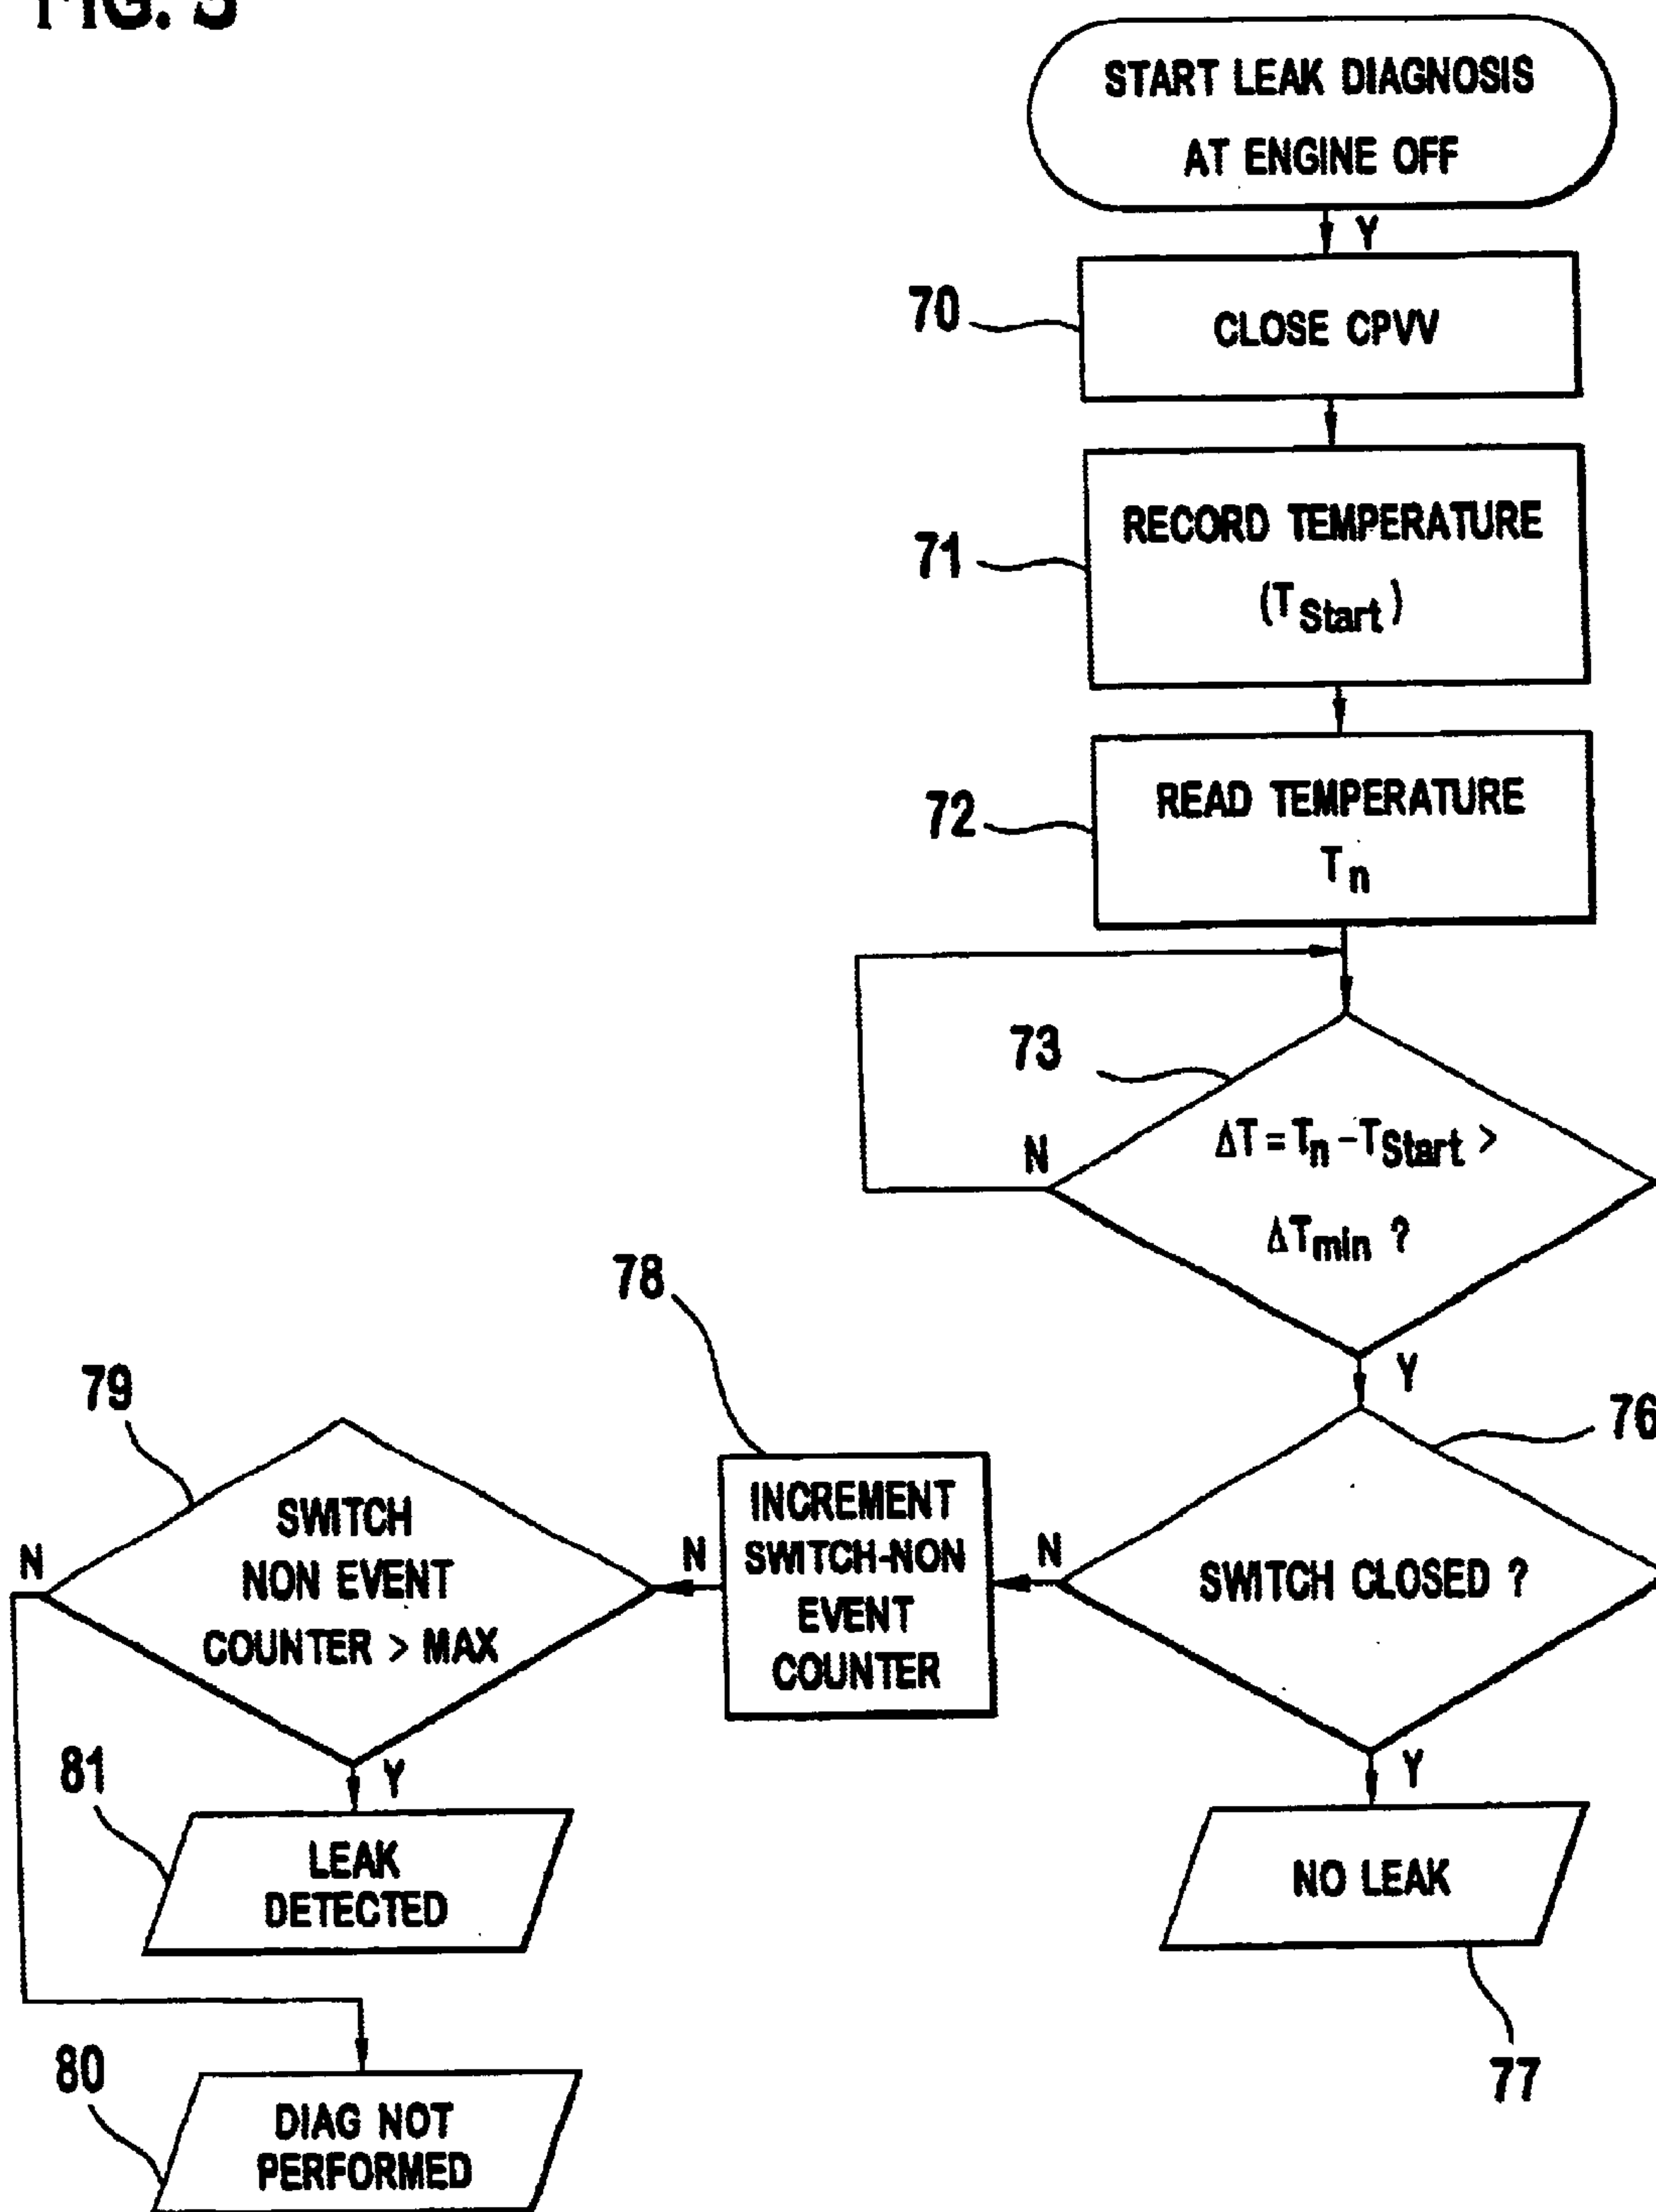 START LEAK DIAGNOSIS
AT ENGINE OFF
Y
70
CLOSE CPVV
71
RECORD TEMPERATURE
(TStart)
72
READ TEMPERATURE
Tn
73
N
ΔT = Tn - TStart >
ΔTmin ?
Y
76
SWITCH CLOSED ?
N
Y
78
INCREMENT
SWITCH-NON
EVENT
COUNTER
N
79
SWITCH
NON EVENT
COUNTER > MAX
N
Y
81
LEAK
DETECTED
NO LEAK
77
80
DIAG NOT
PERFORMED